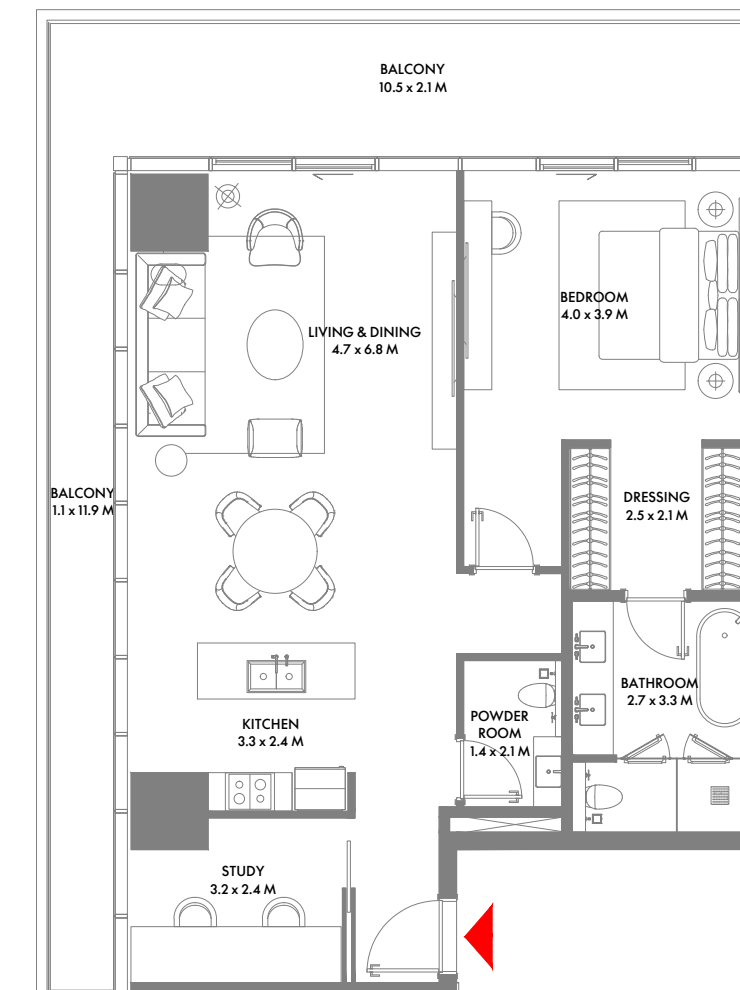 BALCONY
10.5 x 2.1 M
LIVING & DINING
4.7 x 6.8 M
BEDROOM
4.0 x 3.9 M
BALCONY
1.1 x 11.9 M
DRESSING
2.5 x 2.1 M
BATHROOM
2.7 x 3.3 M
KITCHEN
3.3 x 2.4 M
POWDER
ROOM
1.4 x 2.1 M
STUDY
3.2 x 2.4 M